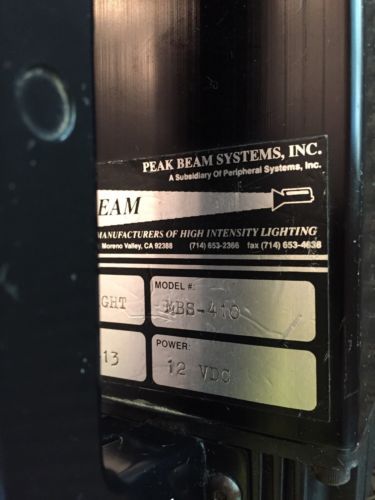 PEAK BEAM SYSTEMS, INC.
A Subsidiary Of Peripheral Systems, Inc.
EAM
MANUFACTURERS OF HIGH INTENSITY LIGHTING
Moreno Valley, CA 92388 (714) 653-2366 fax (714) 653-4638
GHT
MODEL #:
MBS-410
13
POWER:
12 VDC